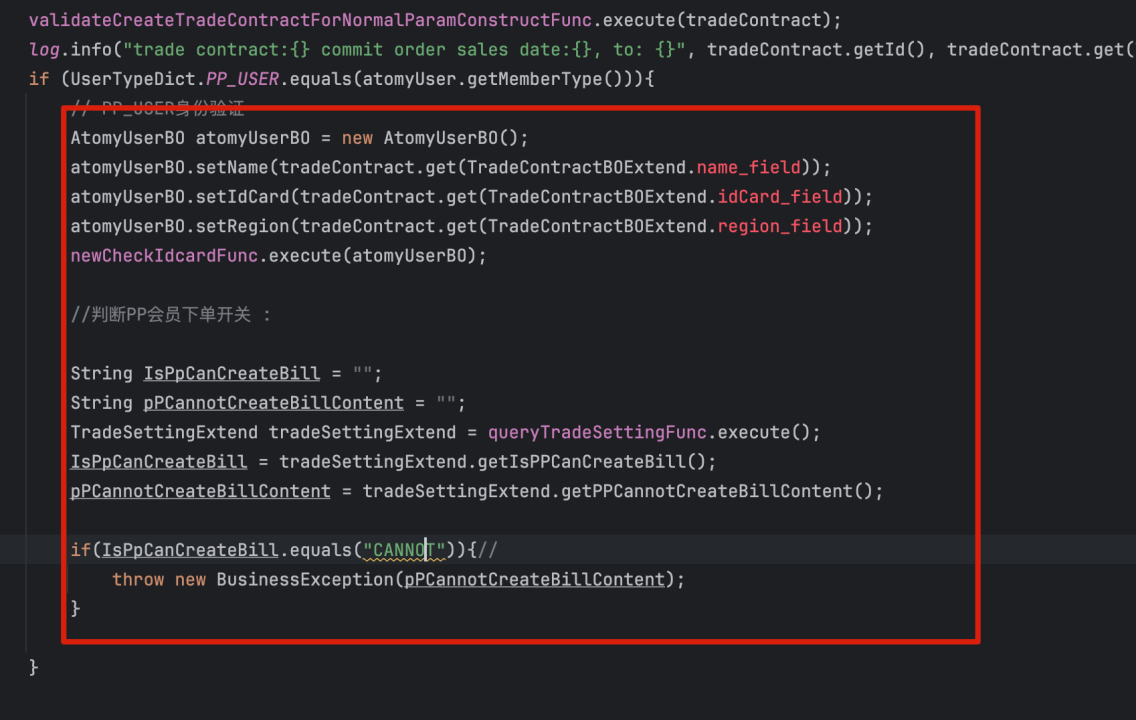 validateCreateTradeContractForNormalParamConstructFunc.execute(tradeContract);
log.info("trade contract:{} commit order sales date:{}, to: {}", tradeContract.getId(), tradeContract.get(
if (UserTypeDict.PP_USER.equals(atomyUser.getMemberType())){
// PP_USER身份验证
AtomyUserBO atomyUserBO = new AtomyUserBO();
atomyUserBO.setName(tradeContract.get(TradeContractBOExtend.name_field));
atomyUserBO.setIdCard(tradeContract.get(TradeContractBOExtend.idCard_field));
atomyUserBO.setRegion(tradeContract.get(TradeContractBOExtend.region_field));
newCheckIdcardFunc.execute(atomyUserBO);
//判断PP会员下单开关 :
String IsPpCanCreateBill = "";
String pPCannotCreateBillContent = "";
TradeSettingExtend tradeSettingExtend = queryTradeSettingFunc.execute();
IsPpCanCreateBill = tradeSettingExtend.getIsPPCanCreateBill();
pPCannotCreateBillContent = tradeSettingExtend.getPPCannotCreateBillContent();
if(IsPpCanCreateBill.equals("CANNOT")){//
throw new BusinessException(pPCannotCreateBillContent);
}
}